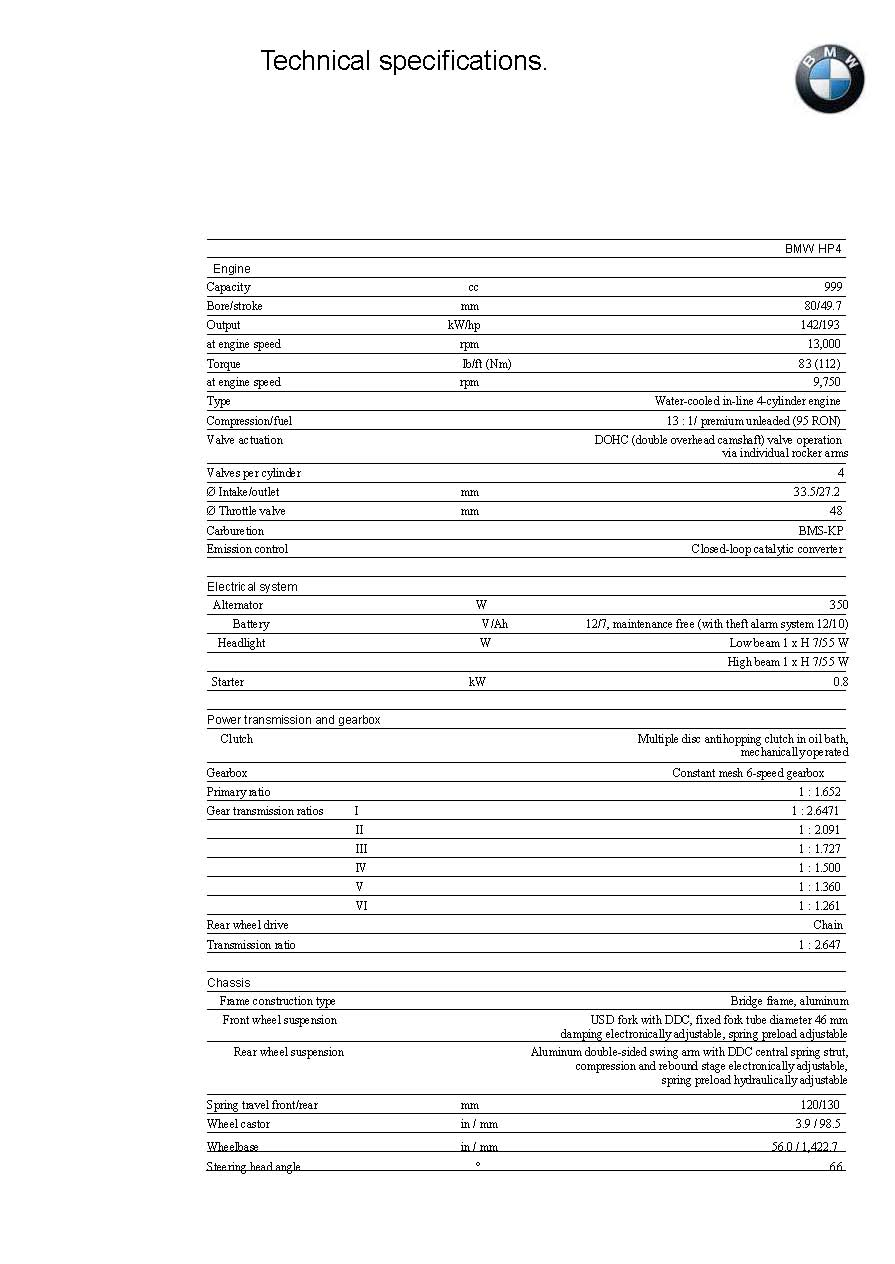 Technical specifications.
BMW
BMW HP4
Engine
Capacity cc 999
Bore/stroke mm 80/49.7
Output kW/hp 142/193
at engine speed rpm 13,000
Torque lb/ft (Nm) 83 (112)
at engine speed rpm 9,750
Type Water-cooled in-line 4-cylinder engine
Compression/fuel 13 : 1/ premium unleaded (95 RON)
Valve actuation DOHC (double overhead camshaft) valve operation
via individual rocker arms
Valves per cylinder 4
Ø Intake/outlet mm 33.5/27.2
Ø Throttle valve mm 48
Carburetion BMS-KP
Emission control Closed-loop catalytic converter
Electrical system
Alternator W 350
Battery V/Ah 12/7, maintenance free (with theft alarm system 12/10)
Headlight W Low beam 1 x H 7/55 W
High beam 1 x H 7/55 W
Starter kW 0.8
Power transmission and gearbox
Clutch Multiple disc antihopping clutch in oil bath,
mechanically operated
Gearbox Constant mesh 6-speed gearbox
Primary ratio 1 : 1.652
Gear transmission ratios I 1 : 2.6471
II 1 : 2.091
III 1 : 1.727
IV 1 : 1.500
V 1 : 1.360
VI 1 : 1.261
Rear wheel drive Chain
Transmission ratio 1 : 2.647
Chassis
Frame construction type Bridge frame, aluminum
Front wheel suspension USD fork with DDC, fixed fork tube diameter 46 mm
damping electronically adjustable, spring preload adjustable
Rear wheel suspension Aluminum double-sided swing arm with DDC central spring strut,
compression and rebound stage electronically adjustable,
spring preload hydraulically adjustable
Spring travel front/rear mm 120/130
Wheel castor in / mm 3.9 / 98.5
Wheelbase in / mm 56.0 / 1,422.7
Steering head angle ° 66